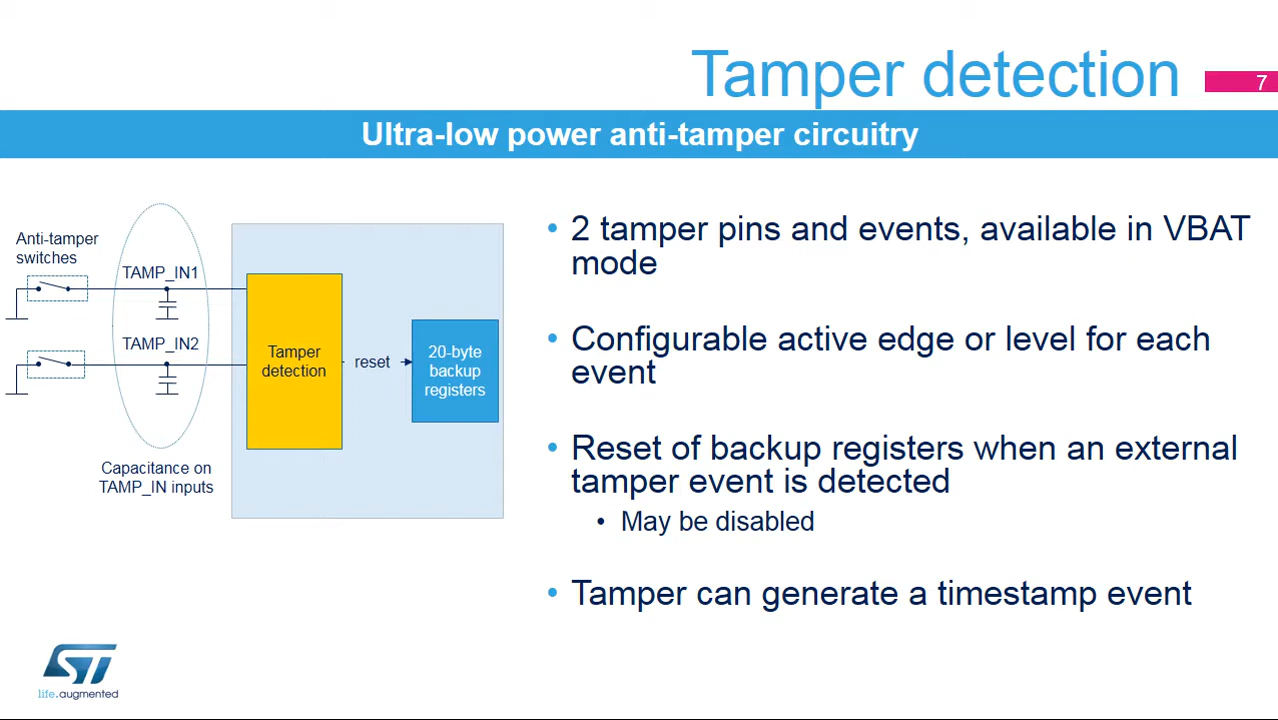 Tamper detection
7
Ultra-low power anti-tamper circuitry
Anti-tamper
switches
TAMP_IN1
TAMP_IN2
Capacitance on
TAMP_IN inputs
Tamper
detection
reset
20-byte
backup
registers
• 2 tamper pins and events, available in VBAT
mode
• Configurable active edge or level for each
event
• Reset of backup registers when an external
tamper event is detected
• May be disabled
• Tamper can generate a timestamp event
ST
life.augmented